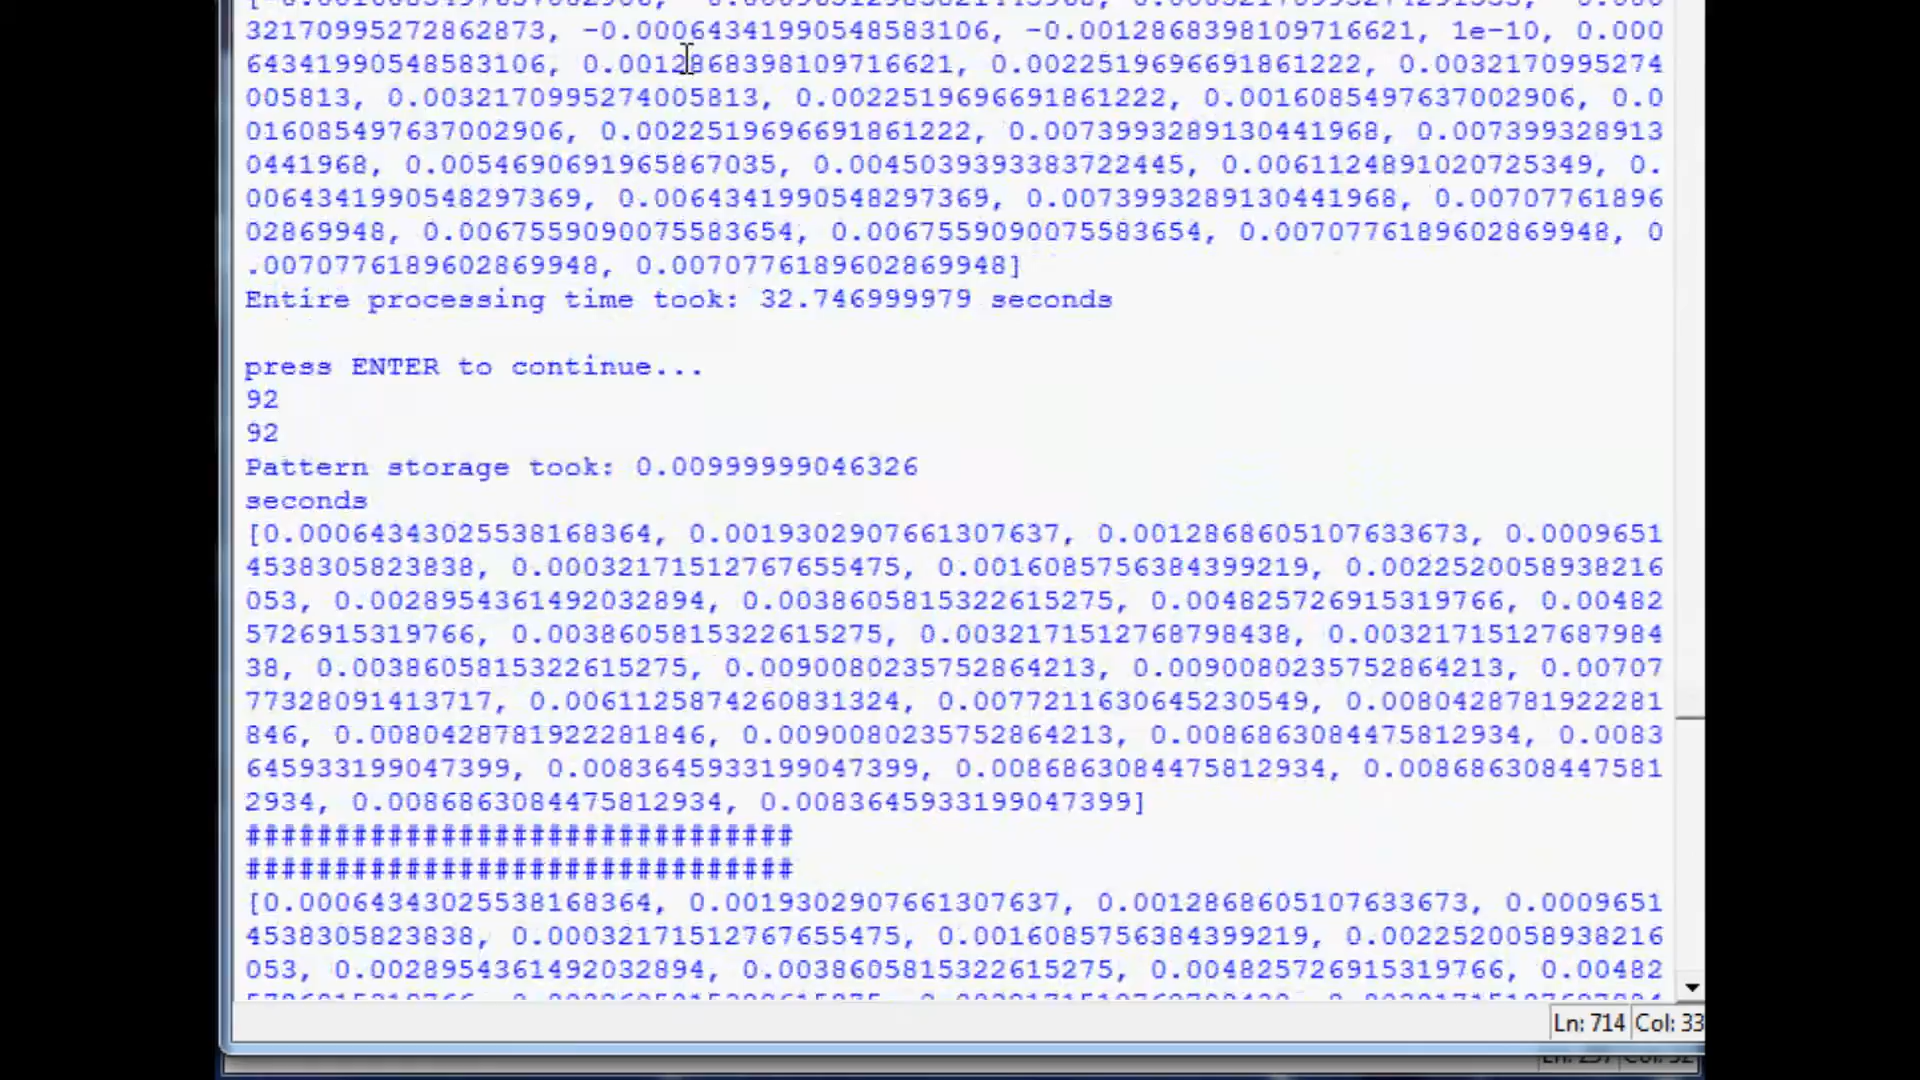 32170995272862873, -0.00064341990548583106, -0.0012868398109716621, 1e-10, 0.000
64341990548583106, 0.0012868398109716621, 0.0022519696691861222, 0.0032170995274
005813, 0.0032170995274005813, 0.0022519696691861222, 0.0016085497637002906, 0.0
016085497637002906, 0.0022519696691861222, 0.0073993289130441968, 0.007399328913
0441968, 0.0054690691965867035, 0.0045039393383722445, 0.0061124891020725349, 0.
0064341990548297369, 0.0064341990548297369, 0.0073993289130441968, 0.00707761896
02869948, 0.0067559090075583654, 0.0067559090075583654, 0.0070776189602869948, 0
.0070776189602869948, 0.0070776189602869948]
Entire processing time took: 32.746999979 seconds
press ENTER to continue...
92
92
Pattern storage took: 0.00999999046326
seconds
[0.00064343025538168364, 0.0019302907661307637, 0.0012868605107633673, 0.0009651
4538305823838, 0.00032171512767655475, 0.0016085756384399219, 0.0022520058938216
053, 0.0028954361492032894, 0.0038605815322615275, 0.004825726915319766, 0.00482
5726915319766, 0.0038605815322615275, 0.0032171512768798438, 0.00321715127687984
38, 0.0038605815322615275, 0.0090080235752864213, 0.0090080235752864213, 0.00707
77328091413717, 0.0061125874260831324, 0.0077211630645230549, 0.0080428781922281
846, 0.0080428781922281846, 0.0090080235752864213, 0.0086863084475812934, 0.0083
645933199047399, 0.0083645933199047399, 0.0086863084475812934, 0.008686308447581
2934, 0.0086863084475812934, 0.0083645933199047399]
###############################
###############################
[0.00064343025538168364, 0.0019302907661307637, 0.0012868605107633673, 0.0009651
4538305823838, 0.00032171512767655475, 0.0016085756384399219, 0.0022520058938216
053, 0.0028954361492032894, 0.0038605815322615275, 0.004825726915319766, 0.00482
Ln: 714 Col: 33